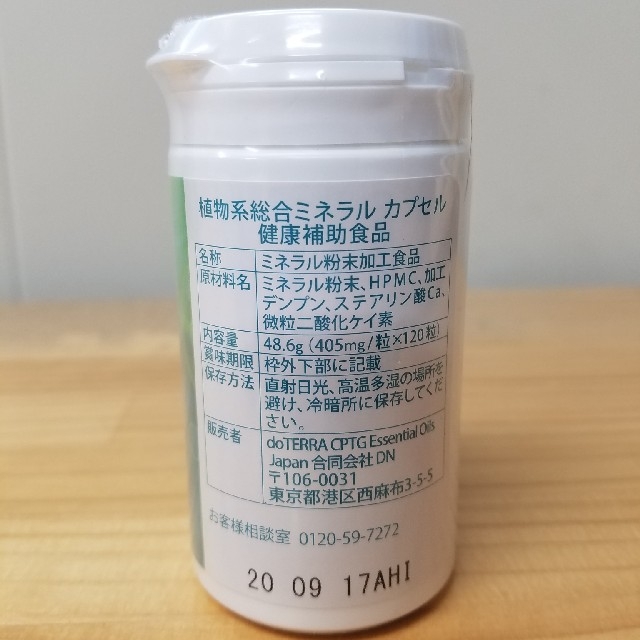 植物系総合ミネラル カプセル
健康補助食品
名称 ミネラル粉末加工食品
原材料名 ミネラル粉末、HPMC、加工
デンプン、ステアリン酸Ca、
微粒二酸化ケイ素
内容量 48.6g (405mg/粒×120粒)
賞味期限 枠外下部に記載
保存方法 直射日光、高温多湿の場所を
避け、冷暗所に保存してくだ
さい。
販売者 doTERRA CPTG Essential Oils
Japan 合同会社 DN
〒106-0031
東京都港区西麻布3-5-5
お客様相談室 0120-59-7272
20 09 17AHI